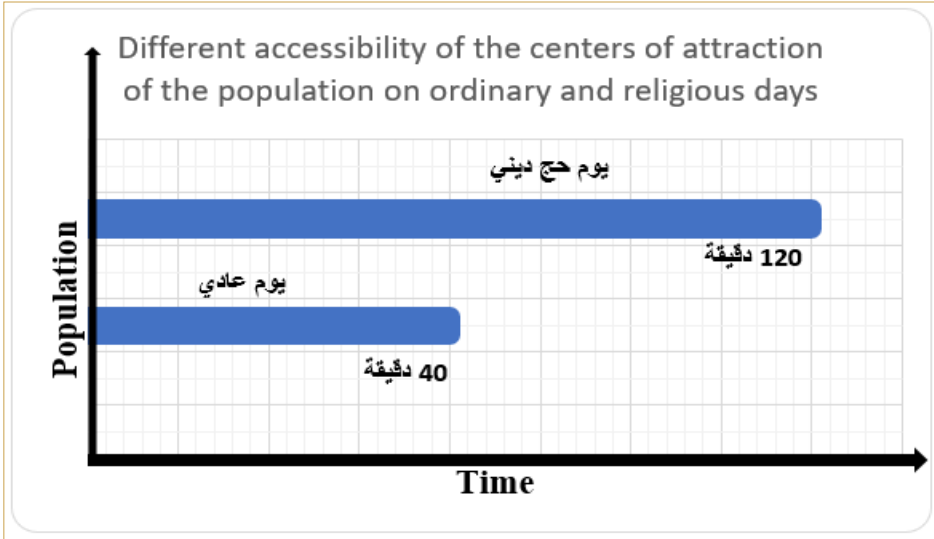 Different accessibility of the centers of attraction
of the population on ordinary and religious days
يوم حج ديني
120 دقيقة
يوم عادي
40 دقيقة
Population
Time